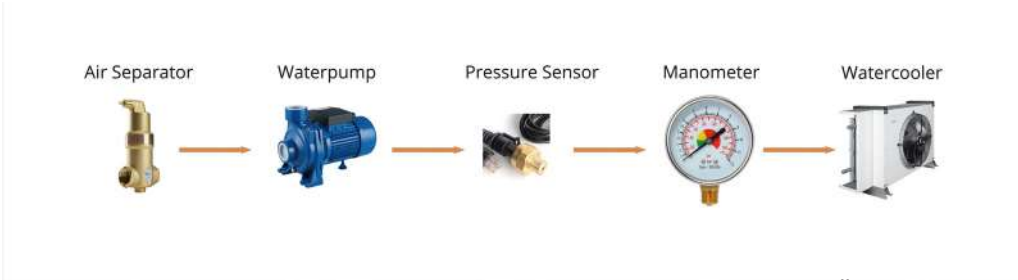 Air Separator
Waterpump
Pressure Sensor
Manometer
Watercooler